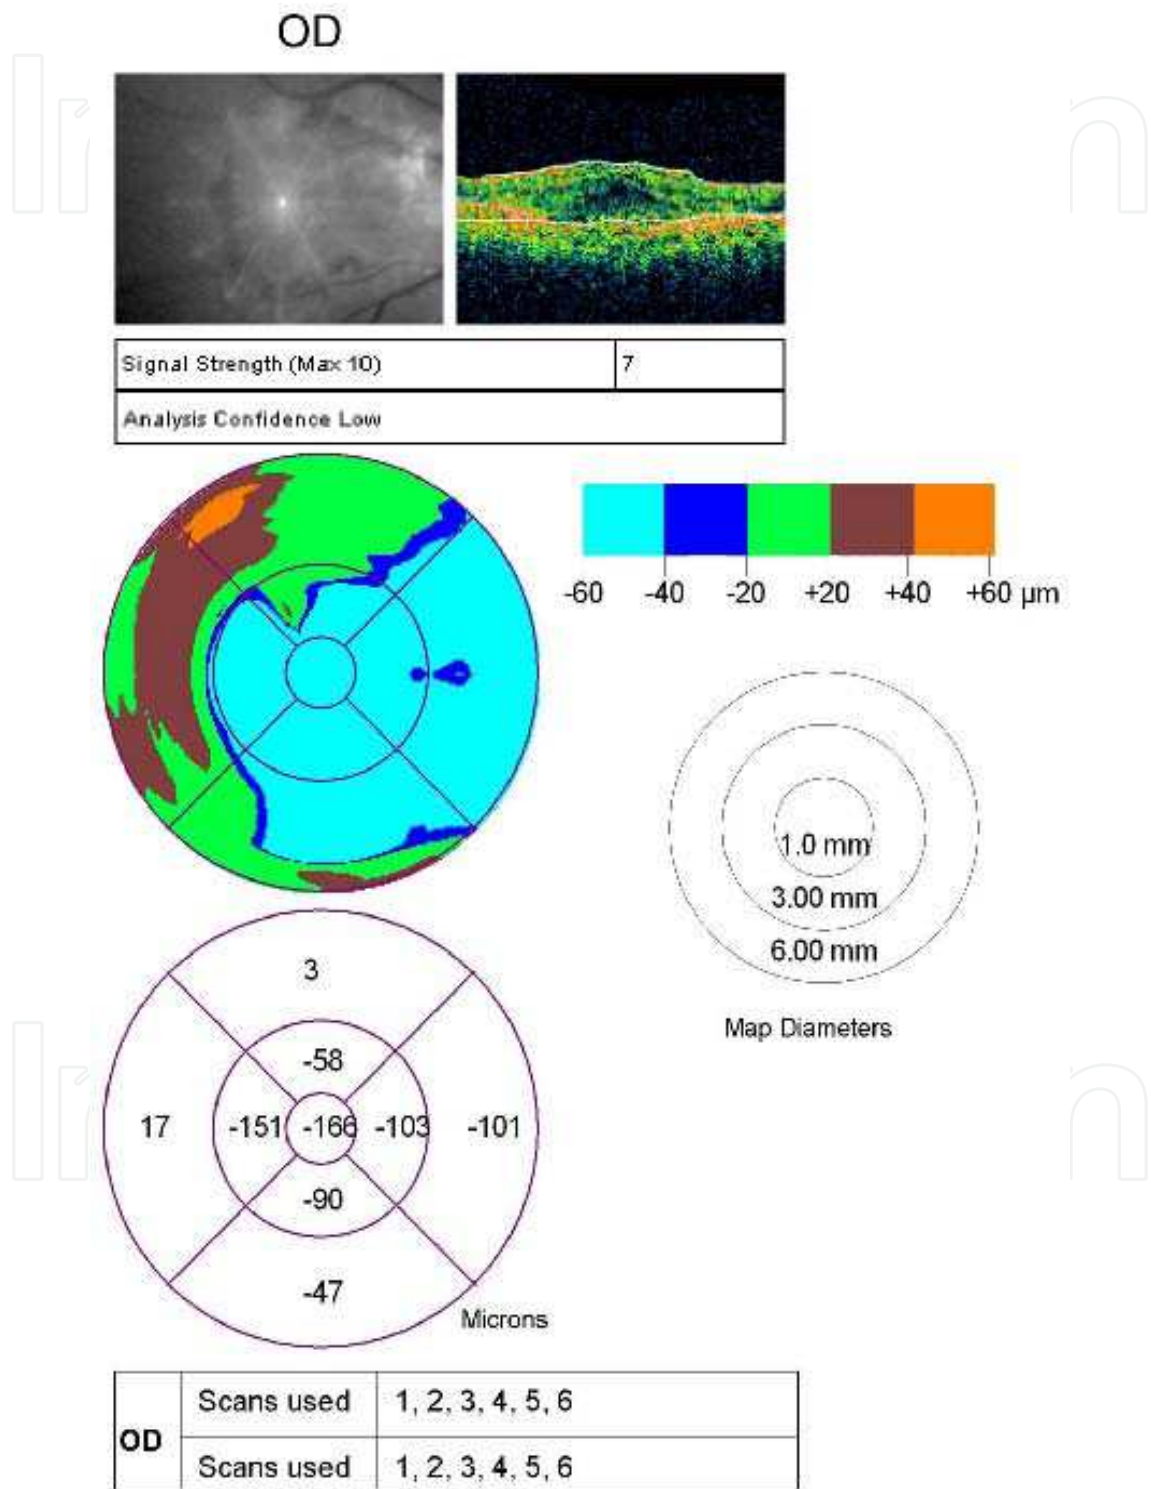 OD
Signal Strength (Max 10) 7
Analysis Confidence Low
-60 -40 -20 +20 +40 +60 µm
1.0 mm
3.00 mm
6.00 mm
Map Diameters
3
-58
17 -151 -166 -103 -101
-90
-47
Microns
OD
Scans used 1, 2, 3, 4, 5, 6
Scans used 1, 2, 3, 4, 5, 6